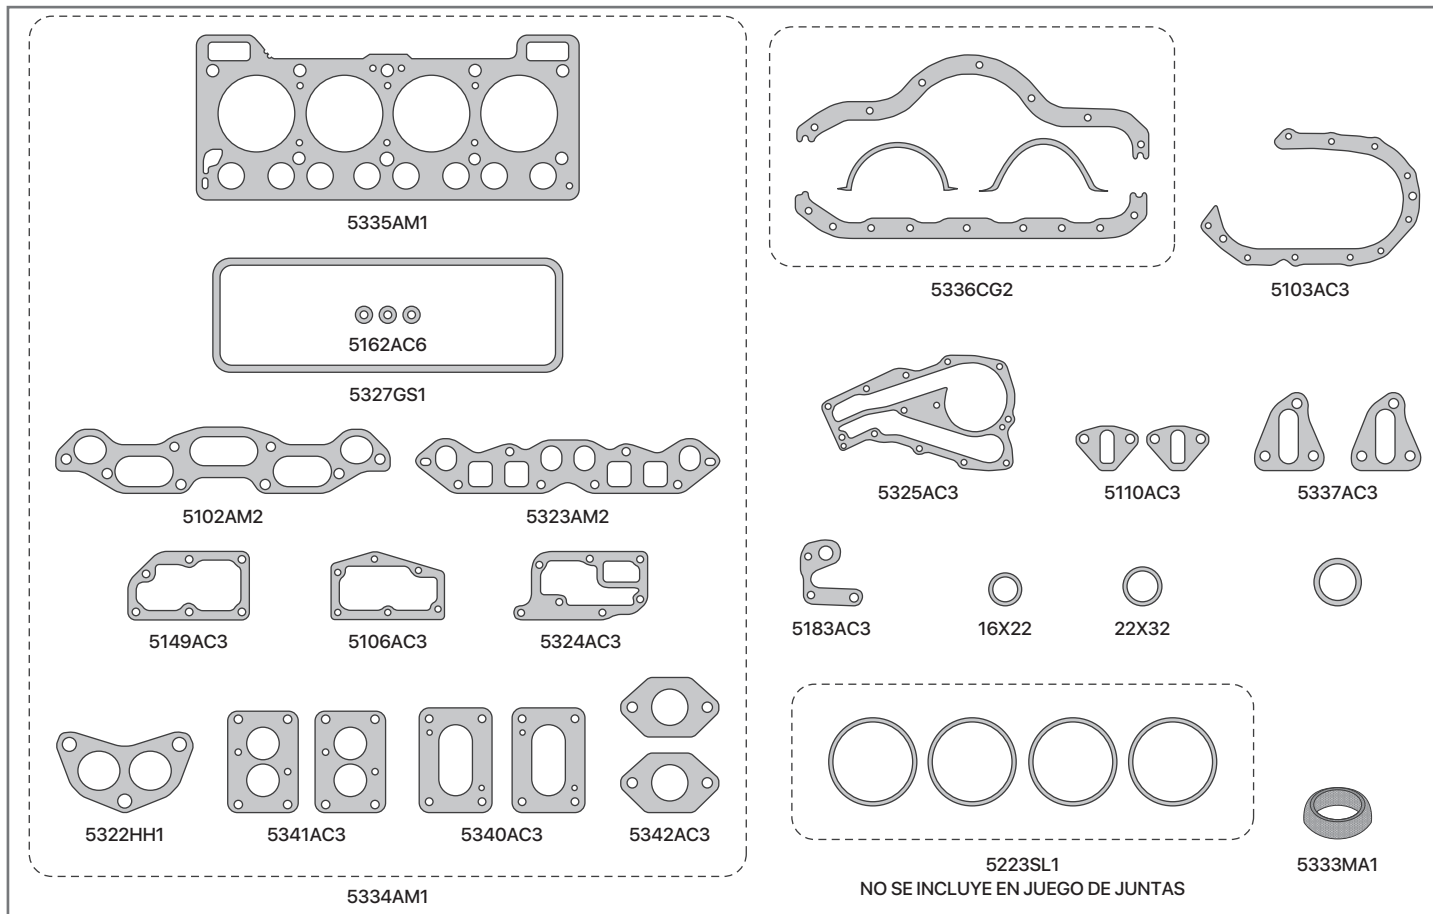 5335AM1
5162AC6
5327GS1
5102AM2
5323AM2
5149AC3
5106AC3
5324AC3
5322HH1
5341AC3
5340AC3
5342AC3
5334AM1
5336CG2
5103AC3
5325AC3
5110AC3
5337AC3
5183AC3
16X22
22X32
5223SL1
NO SE INCLUYE EN JUEGO DE JUNTAS
5333MA1